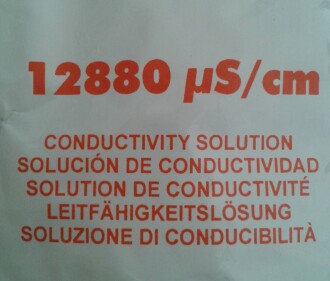 12880 µS/cm
CONDUCTIVITY SOLUTION
SOLUCIÓN DE CONDUCTIVIDAD
SOLUTION DE CONDUCTIVITÉ
LEITFÄHIGKEITSLÖSUNG
SOLUZIONE DI CONDUCIBILITÀ